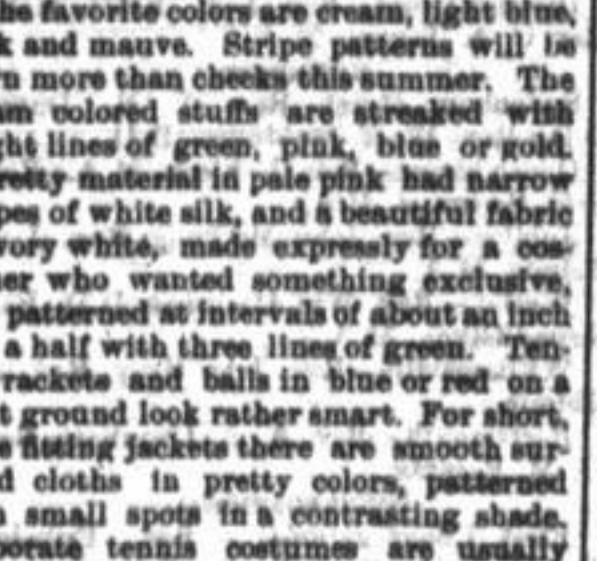 he favorite colors are cream, light blue,
k and mauve. Stripe patterns will be
n more than checks this summer. The
am colored stuffs are streaked with
ght lines of green, pink, blue or gold.
retty material in pale pink had narrow
pes of white silk, and a beautiful fabric
vory white, made expressly for a cos-
er who wanted something exclusive,
patterned at intervals of about an inch
a half with three lines of green. Ten-
rackets and balls in blue or red on a
t ground look rather smart. For short,
e fitting jackets there are smooth sur-
d cloths in pretty colors, patterned
small spots in a contrasting shade.
borate tennis costumes are usually